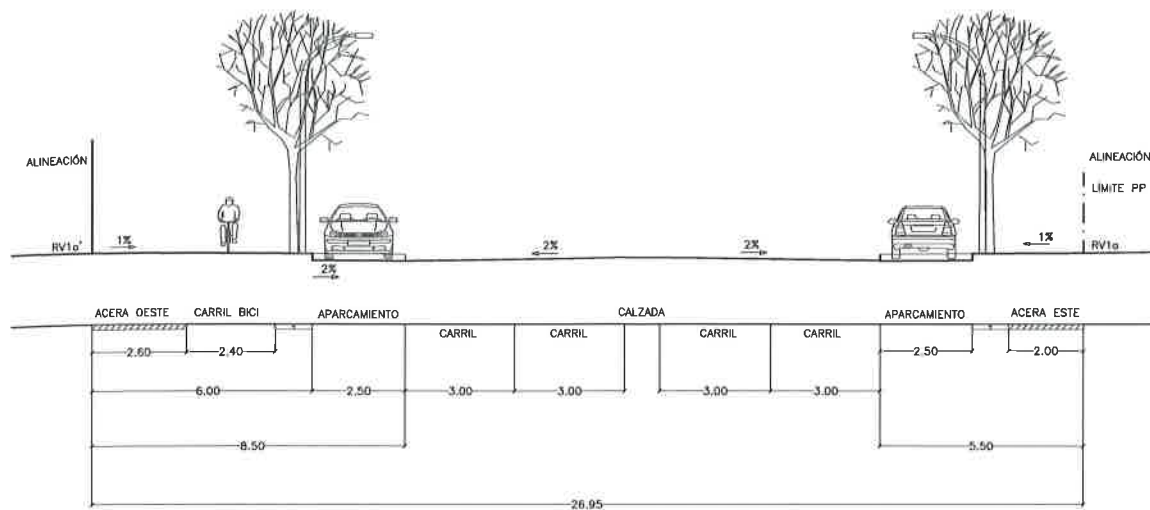 ALINEACIÓN
ALINEACIÓN
LÍMITE PP
RV1a'
1%
2%
2%
1%
RV1a
2%
ACERA OESTE
CARRIL BICI
APARCAMIENTO
CALZADA
APARCAMIENTO
ACERA ESTE
CARRIL
CARRIL
CARRIL
CARRIL
2.60
2.40
2.50
2.00
6.00
2.50
3.00
3.00
3.00
3.00
8.50
5.50
26.95